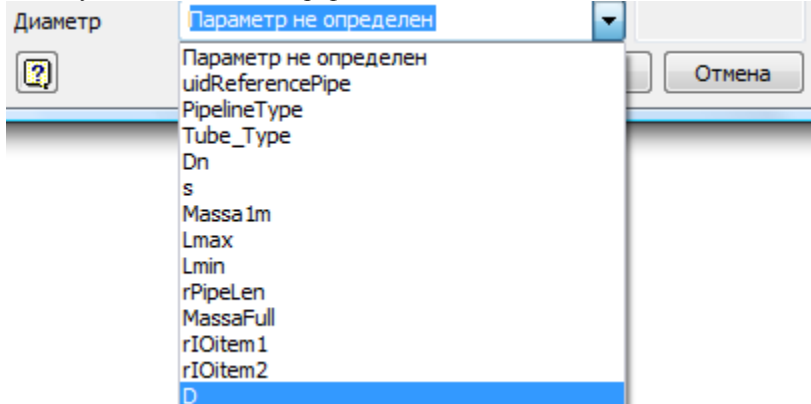 Диаметр
Параметр не определен
Параметр не определен
uidReferencePipe
PipelineType
Tube_Type
Dn
s
Massa1m
Lmax
Lmin
rPipeLen
MassaFull
rIOitem1
rIOitem2
D
Отмена